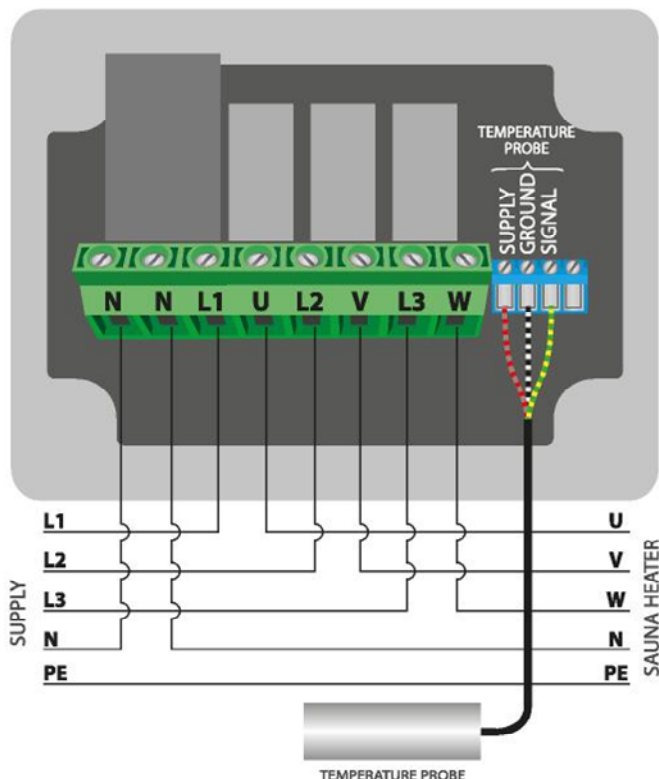 TEMPERATURE
PROBE
SUPPLY
GROUND
SIGNAL
N N L1 U L2 V L3 W
L1 U
L2 V
L3 W
N N
PE PE
SUPPLY
SAUNA HEATER
TEMPERATURE PROBE